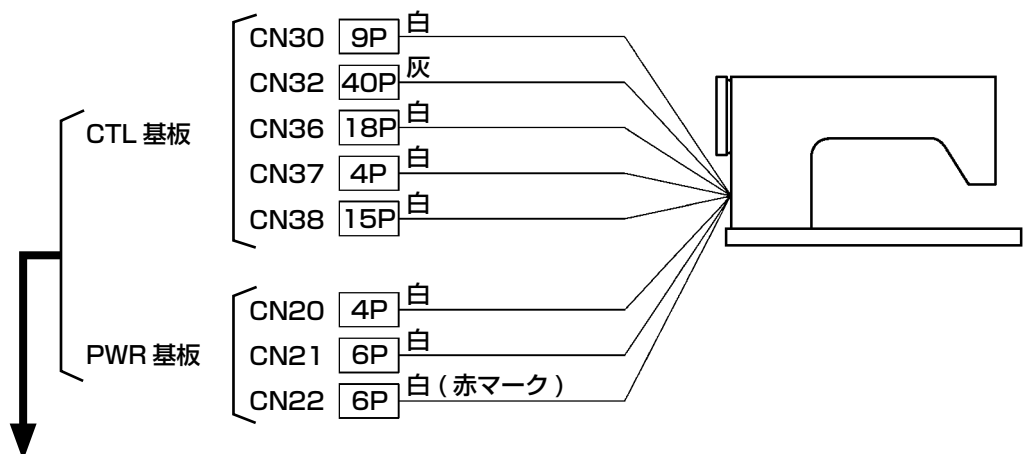 CN30 9P 白
CN32 40P 灰
CTL 基板
CN36 18P 白
CN37 4P 白
CN38 15P 白
CN20 4P 白
PWR 基板
CN21 6P 白
CN22 6P 白 ( 赤マーク )